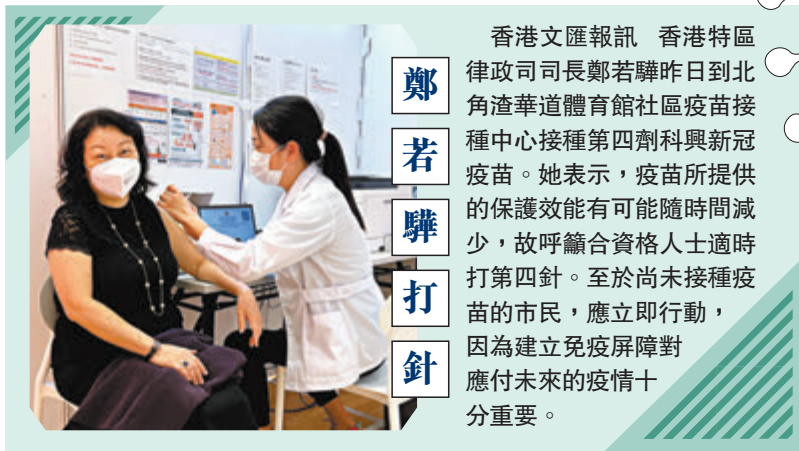 鄭若驊打針
香港文匯報訊　香港特區
律政司司長鄭若驊昨日到北
角渣華道體育館社區疫苗接
種中心接種第四劑科興新冠
疫苗。她表示，疫苗所提供
的保護效能有可能隨時間減
少，故呼籲合資格人士適時
打第四針。至於尚未接種疫
苗的市民，應立即行動，
因為建立免疫屏障對
應付未來的疫情十
分重要。